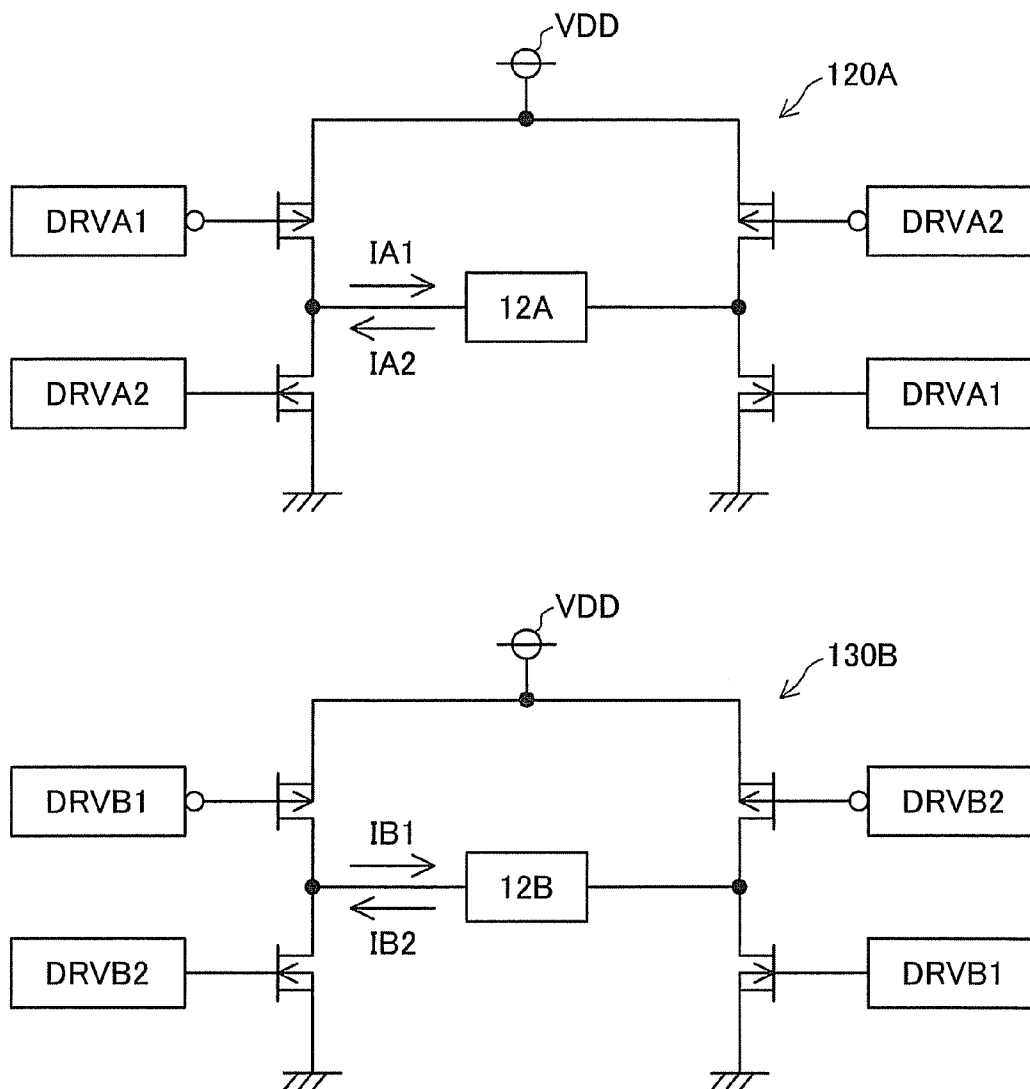 VDD
120A
DRVA1
DRVA2
IA1
12A
IA2
DRVA2
DRVA1
VDD
130B
DRVB1
DRVB2
IB1
12B
IB2
DRVB2
DRVB1